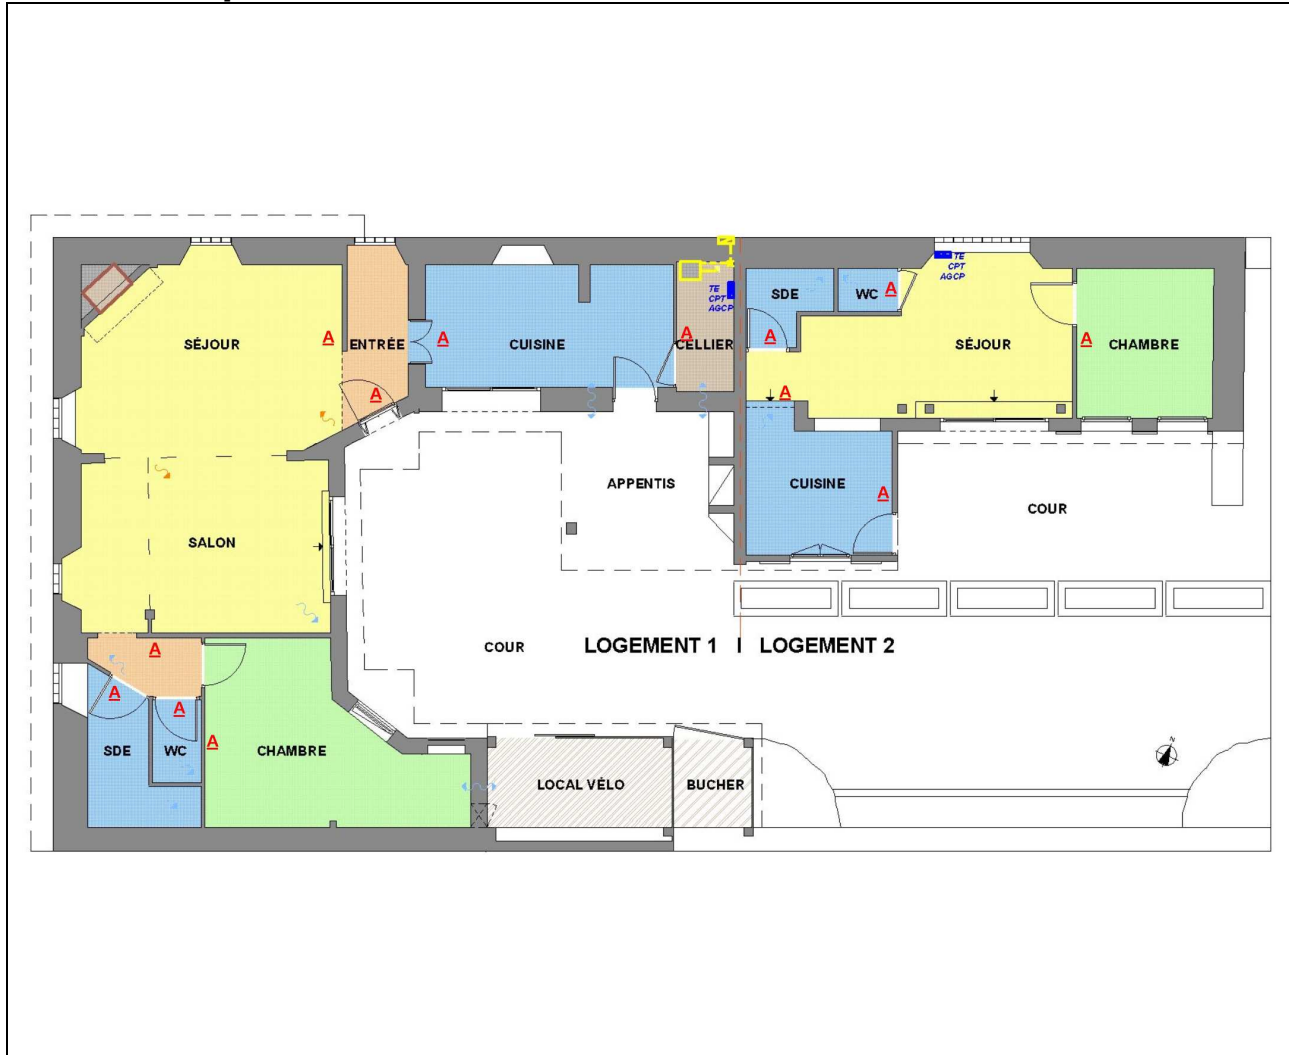 TE
CPT
AGCP
SDE
WC
A
TE
CPT
AGCP
SÉJOUR
A
ENTRÉE
A
CUISINE
A
CELLIER
A
SÉJOUR
A
CHAMBRE
A
A
SALON
APPENTIS
CUISINE
A
COUR
COUR
LOGEMENT 1 I LOGEMENT 2
A
A
A
SDE
WC
A
CHAMBRE
LOCAL VÉLO
BUCHER
N